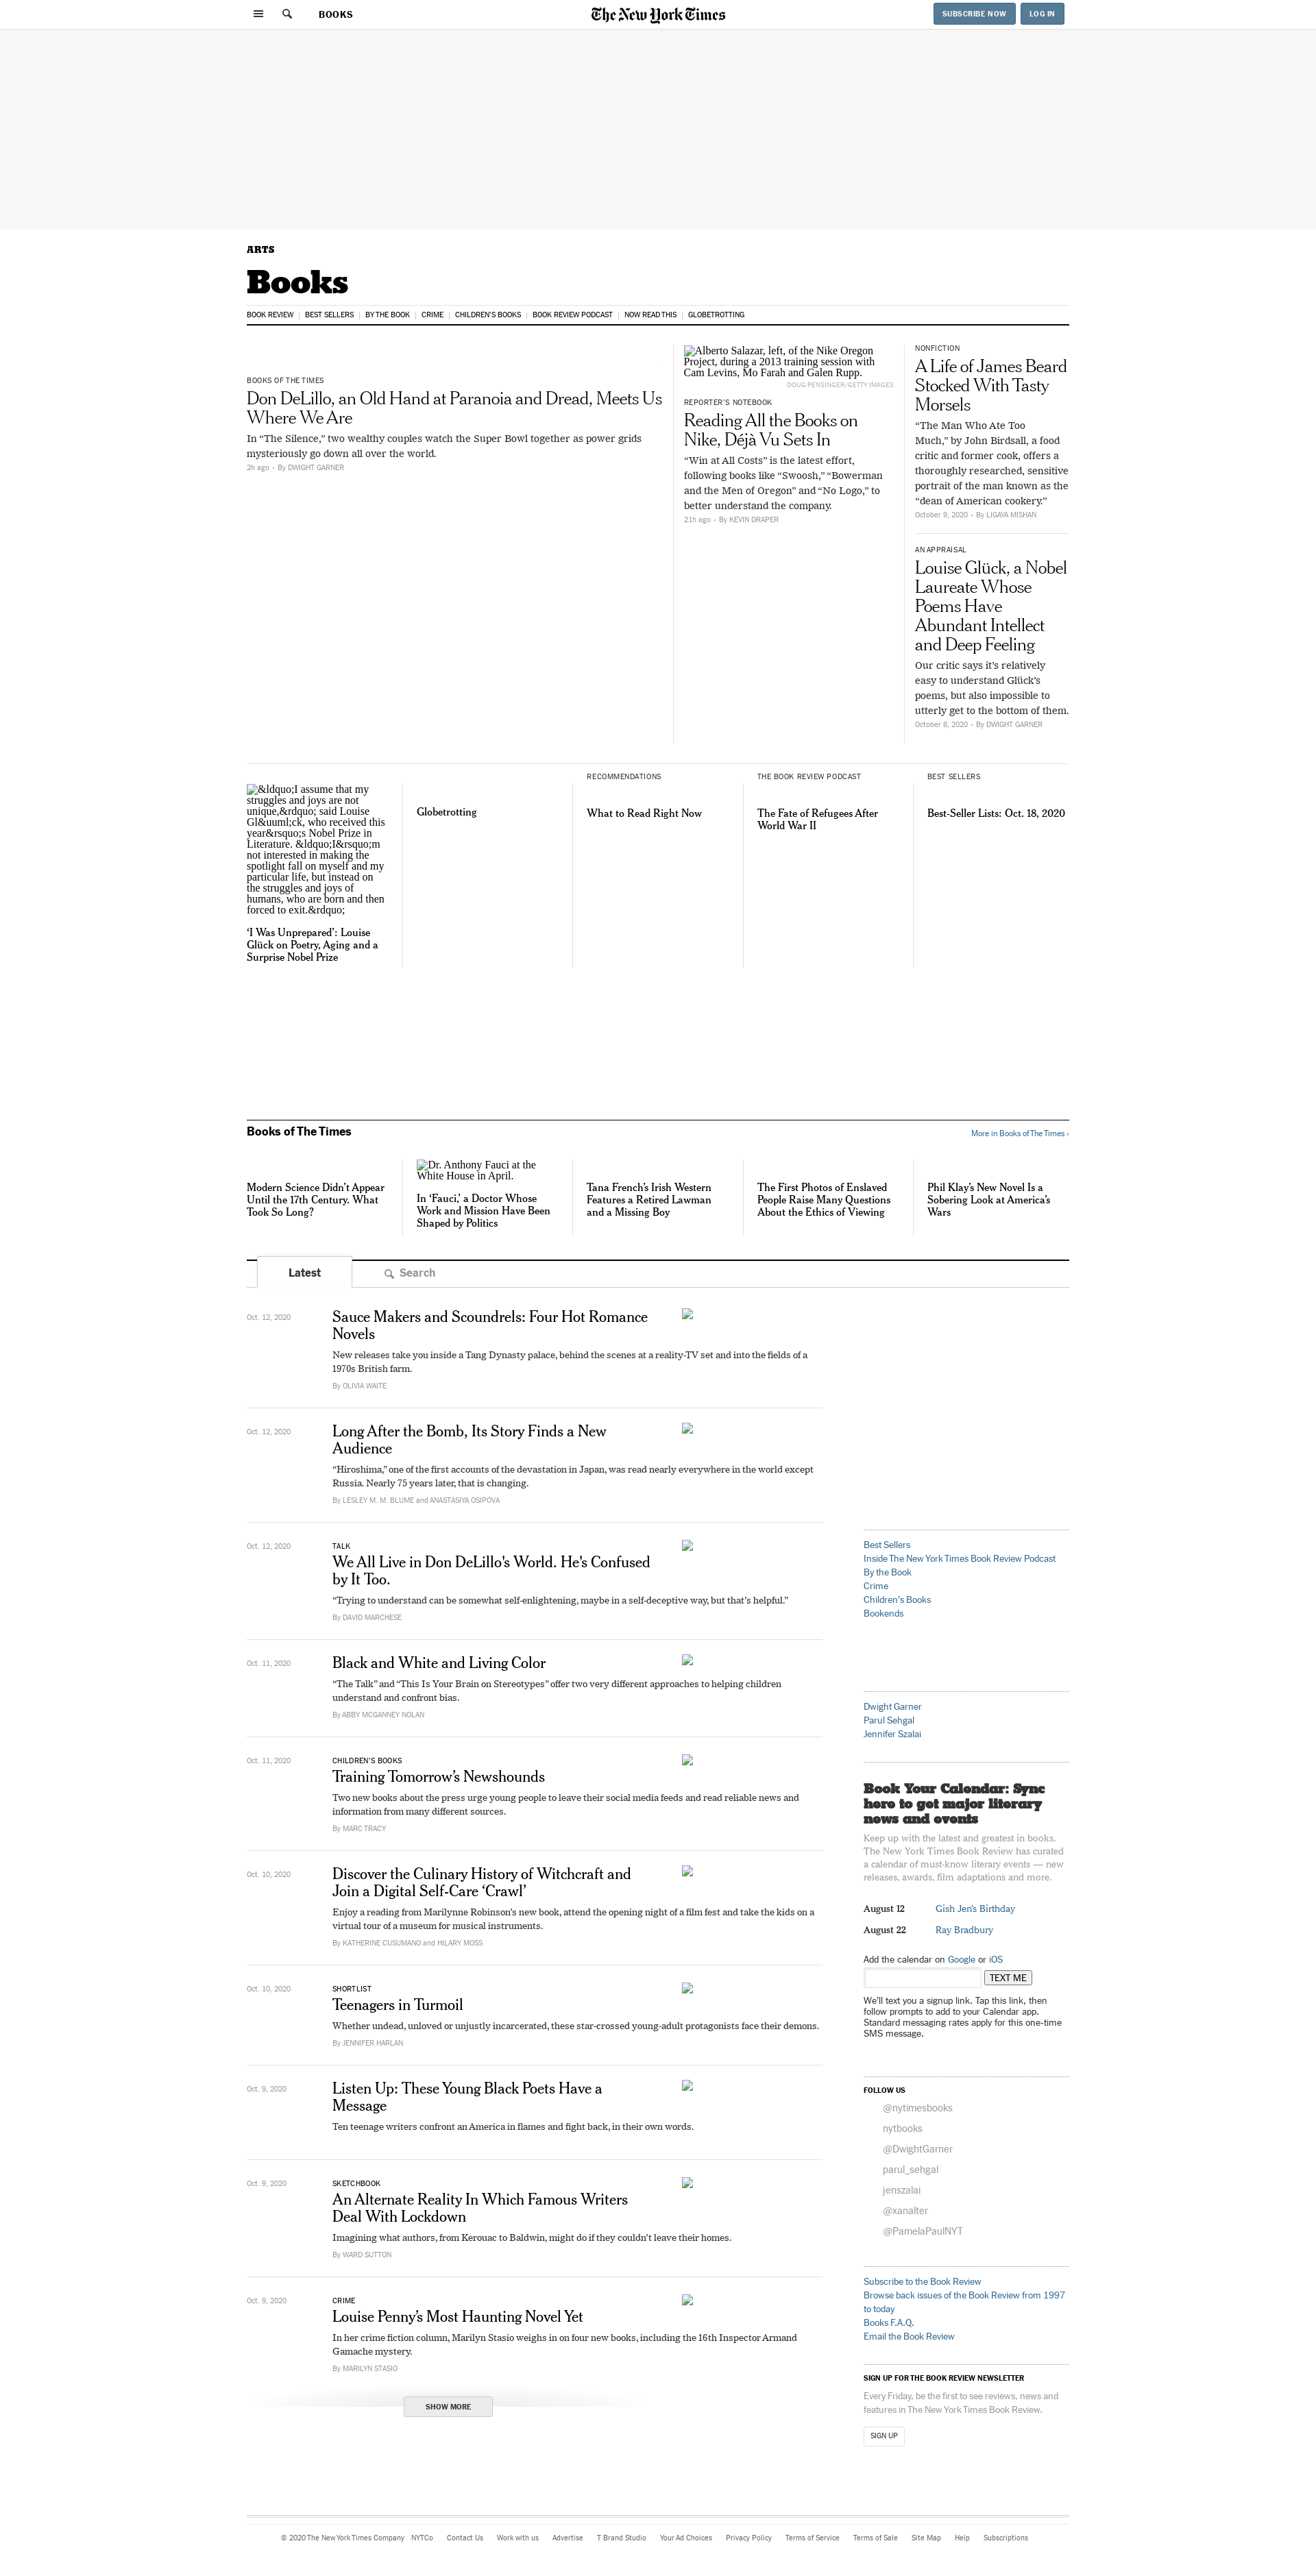 BOOKS
The New York Times
SUBSCRIBE NOW
LOG IN
ARTS
Books
BOOK REVIEW | BEST SELLERS | BY THE BOOK | CRIME | CHILDREN'S BOOKS | BOOK REVIEW PODCAST | NOW READ THIS | GLOBETROTTING
BOOKS OF THE TIMES
Don DeLillo, an Old Hand at Paranoia and Dread, Meets Us
Where We Are
In “The Silence,” two wealthy couples watch the Super Bowl together as power grids
mysteriously go down all over the world.
2h ago • By DWIGHT GARNER
Alberto Salazar, left, of the Nike Oregon
Project, during a 2013 training session with
Cam Levins, Mo Farah and Galen Rupp.
DOUG PENSINGER/GETTY IMAGES
REPORTER’S NOTEBOOK
Reading All the Books on
Nike, Déjà Vu Sets In
“Win at All Costs” is the latest effort,
following books like “Swoosh,” “Bowerman
and the Men of Oregon” and “No Logo,” to
better understand the company.
21h ago • By KEVIN DRAPER
NONFICTION
A Life of James Beard
Stocked With Tasty
Morsels
“The Man Who Ate Too
Much,” by John Birdsall, a food
critic and former cook, offers a
thoroughly researched, sensitive
portrait of the man known as the
“dean of American cookery.”
October 9, 2020 • By LIGAYA MISHAN
AN APPRAISAL
Louise Glück, a Nobel
Laureate Whose
Poems Have
Abundant Intellect
and Deep Feeling
Our critic says it’s relatively
easy to understand Glück’s
poems, but also impossible to
utterly get to the bottom of them.
October 8, 2020 • By DWIGHT GARNER
&ldquo;I assume that my
struggles and joys are not
unique,&rdquo; said Louise
Gl&uuml;ck, who received this
year&rsquo;s Nobel Prize in
Literature. &ldquo;I&rsquo;m
not interested in making the
spotlight fall on myself and my
particular life, but instead on
the struggles and joys of
humans, who are born and then
forced to exit.&rdquo;
‘I Was Unprepared’: Louise
Glück on Poetry, Aging and a
Surprise Nobel Prize
Globetrotting
RECOMMENDATIONS
What to Read Right Now
THE BOOK REVIEW PODCAST
The Fate of Refugees After
World War II
BEST SELLERS
Best-Seller Lists: Oct. 18, 2020
Books of The Times
More in Books of The Times ›
Modern Science Didn’t Appear
Until the 17th Century. What
Took So Long?
Dr. Anthony Fauci at the
White House in April.
In ‘Fauci,’ a Doctor Whose
Work and Mission Have Been
Shaped by Politics
Tana French’s Irish Western
Features a Retired Lawman
and a Missing Boy
The First Photos of Enslaved
People Raise Many Questions
About the Ethics of Viewing
Phil Klay’s New Novel Is a
Sobering Look at America’s
Wars
Latest
Search
Oct. 12, 2020
Sauce Makers and Scoundrels: Four Hot Romance
Novels
New releases take you inside a Tang Dynasty palace, behind the scenes at a reality-TV set and into the fields of a
1970s British farm.
By OLIVIA WAITE
Oct. 12, 2020
Long After the Bomb, Its Story Finds a New
Audience
“Hiroshima,” one of the first accounts of the devastation in Japan, was read nearly everywhere in the world except
Russia. Nearly 75 years later, that is changing.
By LESLEY M. M. BLUME and ANASTASIYA OSIPOVA
Oct. 12, 2020
TALK
We All Live in Don DeLillo's World. He's Confused
by It Too.
“Trying to understand can be somewhat self-enlightening, maybe in a self-deceptive way, but that’s helpful.”
By DAVID MARCHESE
Oct. 11, 2020
Black and White and Living Color
“The Talk” and “This Is Your Brain on Stereotypes” offer two very different approaches to helping children
understand and confront bias.
By ABBY MCGANNEY NOLAN
Oct. 11, 2020
CHILDREN’S BOOKS
Training Tomorrow’s Newshounds
Two new books about the press urge young people to leave their social media feeds and read reliable news and
information from many different sources.
By MARC TRACY
Oct. 10, 2020
Discover the Culinary History of Witchcraft and
Join a Digital Self-Care ‘Crawl’
Enjoy a reading from Marilynne Robinson's new book, attend the opening night of a film fest and take the kids on a
virtual tour of a museum for musical instruments.
By KATHERINE CUSUMANO and HILARY MOSS
Oct. 10, 2020
SHORTLIST
Teenagers in Turmoil
Whether undead, unloved or unjustly incarcerated, these star-crossed young-adult protagonists face their demons.
By JENNIFER HARLAN
Oct. 9, 2020
Listen Up: These Young Black Poets Have a
Message
Ten teenage writers confront an America in flames and fight back, in their own words.
Oct. 9, 2020
SKETCHBOOK
An Alternate Reality In Which Famous Writers
Deal With Lockdown
Imagining what authors, from Kerouac to Baldwin, might do if they couldn’t leave their homes.
By WARD SUTTON
Oct. 9, 2020
CRIME
Louise Penny’s Most Haunting Novel Yet
In her crime fiction column, Marilyn Stasio weighs in on four new books, including the 16th Inspector Armand
Gamache mystery.
By MARILYN STASIO
SHOW MORE
Best Sellers
Inside The New York Times Book Review Podcast
By the Book
Crime
Children's Books
Bookends
Dwight Garner
Parul Sehgal
Jennifer Szalai
Book Your Calendar: Sync
here to get major literary
news and events
Keep up with the latest and greatest in books.
The New York Times Book Review has curated
a calendar of must-know literary events — new
releases, awards, film adaptations and more.
August 12 Gish Jen's Birthday
August 22 Ray Bradbury
Add the calendar on Google or iOS
TEXT ME
We’ll text you a signup link. Tap this link, then
follow prompts to add to your Calendar app.
Standard messaging rates apply for this one-time
SMS message.
FOLLOW US
@nytimesbooks
nytbooks
@DwightGarner
parul_sehgal
jenszalai
@xanalter
@PamelaPaulNYT
Subscribe to the Book Review
Browse back issues of the Book Review from 1997
to today
Books F.A.Q.
Email the Book Review
SIGN UP FOR THE BOOK REVIEW NEWSLETTER
Every Friday, be the first to see reviews, news and
features in The New York Times Book Review.
SIGN UP
© 2020 The New York Times Company NYTCo Contact Us Work with us Advertise T Brand Studio Your Ad Choices Privacy Policy Terms of Service Terms of Sale Site Map Help Subscriptions